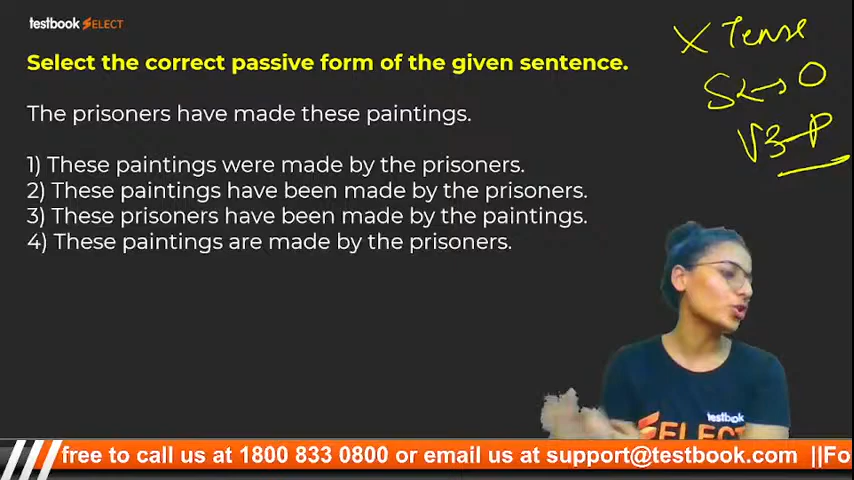 testbook SELECT
Select the correct passive form of the given sentence.
The prisoners have made these paintings.
1) These paintings were made by the prisoners.
2) These paintings have been made by the prisoners.
3) These prisoners have been made by the paintings.
4) These paintings are made by the prisoners.
X Tense
S O
V3 P
testbook
SELECT
free to call us at 1800 833 0800 or email us at support@testbook.com ||Fo